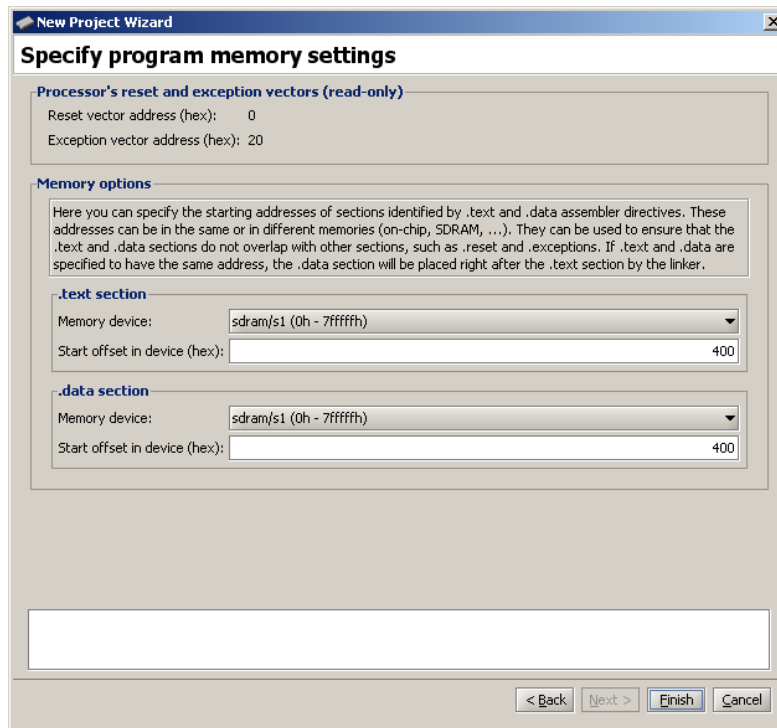 New Project Wizard
Specify program memory settings
Processor's reset and exception vectors (read-only)
Reset vector address (hex): 0
Exception vector address (hex): 20
Memory options
Here you can specify the starting addresses of sections identified by .text and .data assembler directives. These
addresses can be in the same or in different memories (on-chip, SDRAM, ...). They can be used to ensure that the
.text and .data sections do not overlap with other sections, such as .reset and .exceptions. If .text and .data are
specified to have the same address, the .data section will be placed right after the .text section by the linker.
.text section
Memory device: sdram/s1 (0h - 7fffffh)
Start offset in device (hex): 400
.data section
Memory device: sdram/s1 (0h - 7fffffh)
Start offset in device (hex): 400
< Back Next > Finish Cancel